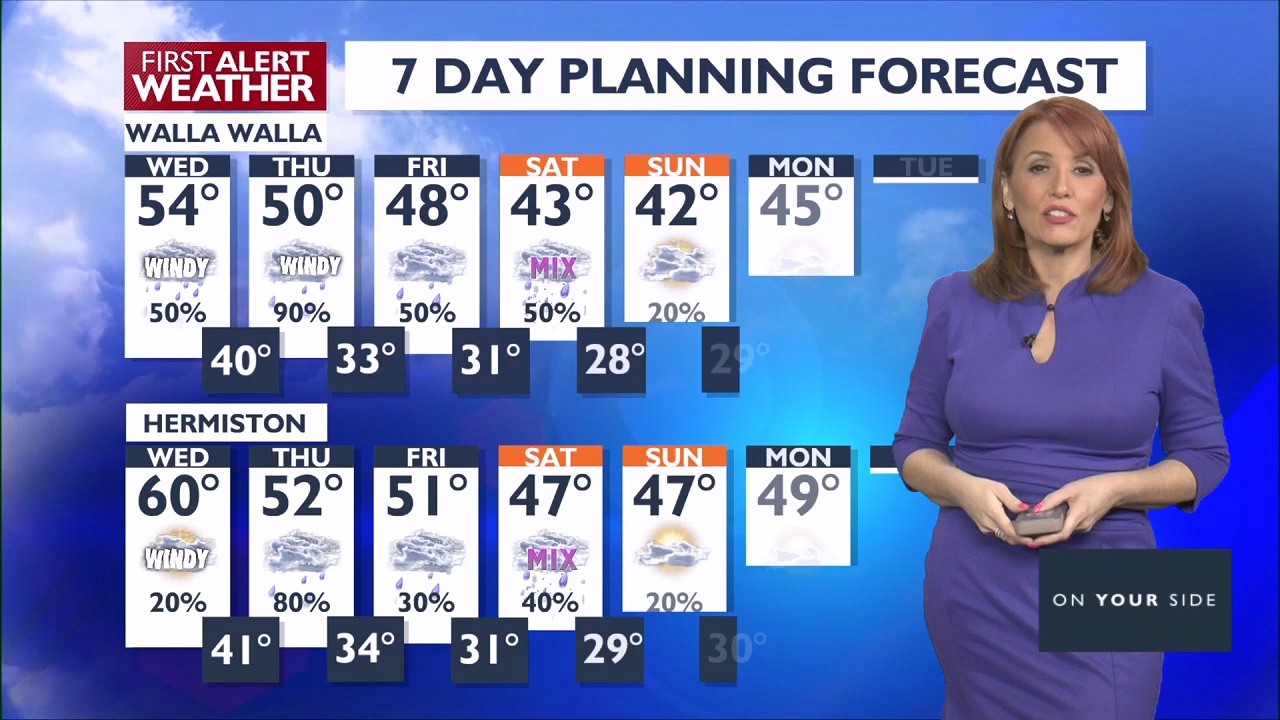 FIRST ALERT
WEATHER
7 DAY PLANNING FORECAST
WALLA WALLA
WED THU FRI SAT SUN MON TUE
54° 50° 48° 43° 42° 45°
WINDY WINDY MIX
50% 90% 50% 50% 20%
40° 33° 31° 28° 29°
HERMISTON
WED THU FRI SAT SUN MON
60° 52° 51° 47° 47° 49°
WINDY MIX
20% 80% 30% 40% 20%
41° 34° 31° 29° 30°
ON YOUR SIDE